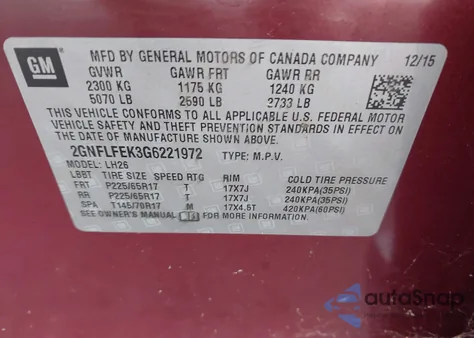 GM
MFD BY GENERAL MOTORS OF CANADA COMPANY 12/15
GVWR GAWR FRT GAWR RR
2300 KG 1175 KG 1240 KG
5070 LB 2590 LB 2733 LB
THIS VEHICLE CONFORMS TO ALL APPLICABLE U.S. FEDERAL MOTOR
VEHICLE SAFETY AND THEFT PREVENTION STANDARDS IN EFFECT ON
THE DATE OF MANUFACTURE SHOWN ABOVE.
2GNFLFEK3G6221972 TYPE: M.P.V.
MODEL: LH26
LBBT TIRE SIZE SPEED RTG RIM COLD TIRE PRESSURE
FRT P225/65R17 T 17X7J 240KPA(35PSI)
RR P225/65R17 T 17X7J 240KPA(35PSI)
SPA T145/70R17 M 17X4.5T 420KPA(60PSI)
SEE OWNER'S MANUAL FOR MORE INFORMATION.
autoSnap